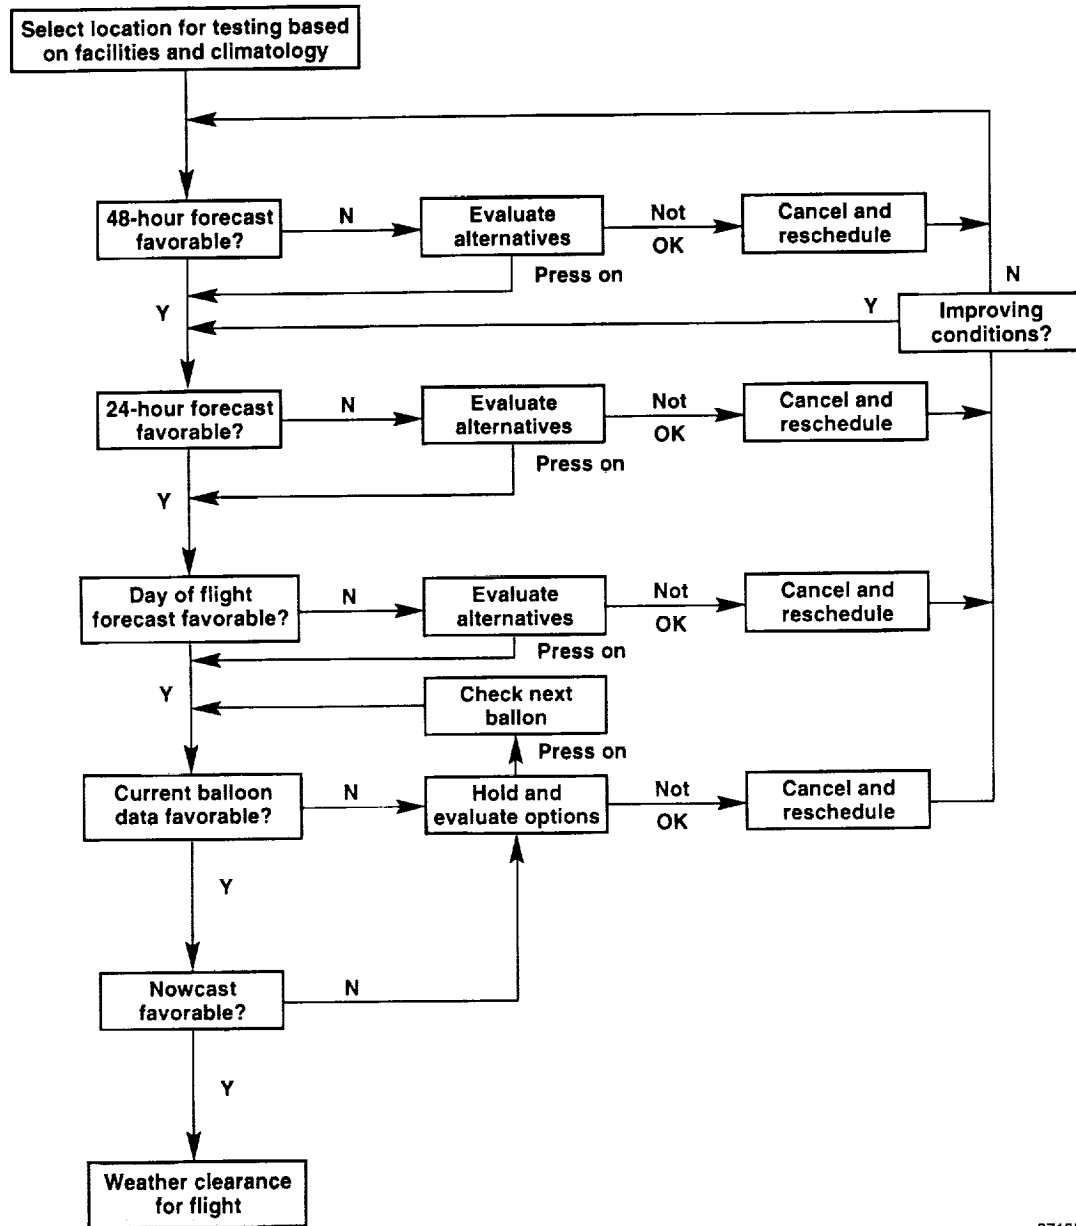 Select location for testing based
on facilities and climatology
48-hour forecast
favorable?
N
Evaluate
alternatives
Not
OK
Cancel and
reschedule
Press on
N
Y
Y
Improving
conditions?
24-hour forecast
favorable?
N
Evaluate
alternatives
Not
OK
Cancel and
reschedule
Press on
Y
Day of flight
forecast favorable?
N
Evaluate
alternatives
Not
OK
Cancel and
reschedule
Press on
Y
Check next
ballon
Press on
Current balloon
data favorable?
N
Hold and
evaluate options
Not
OK
Cancel and
reschedule
Y
Nowcast
favorable?
N
Y
Weather clearance
for flight